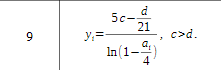 9 y_i = (5c - d/21) / ln(1 - a_i/4), c>d.